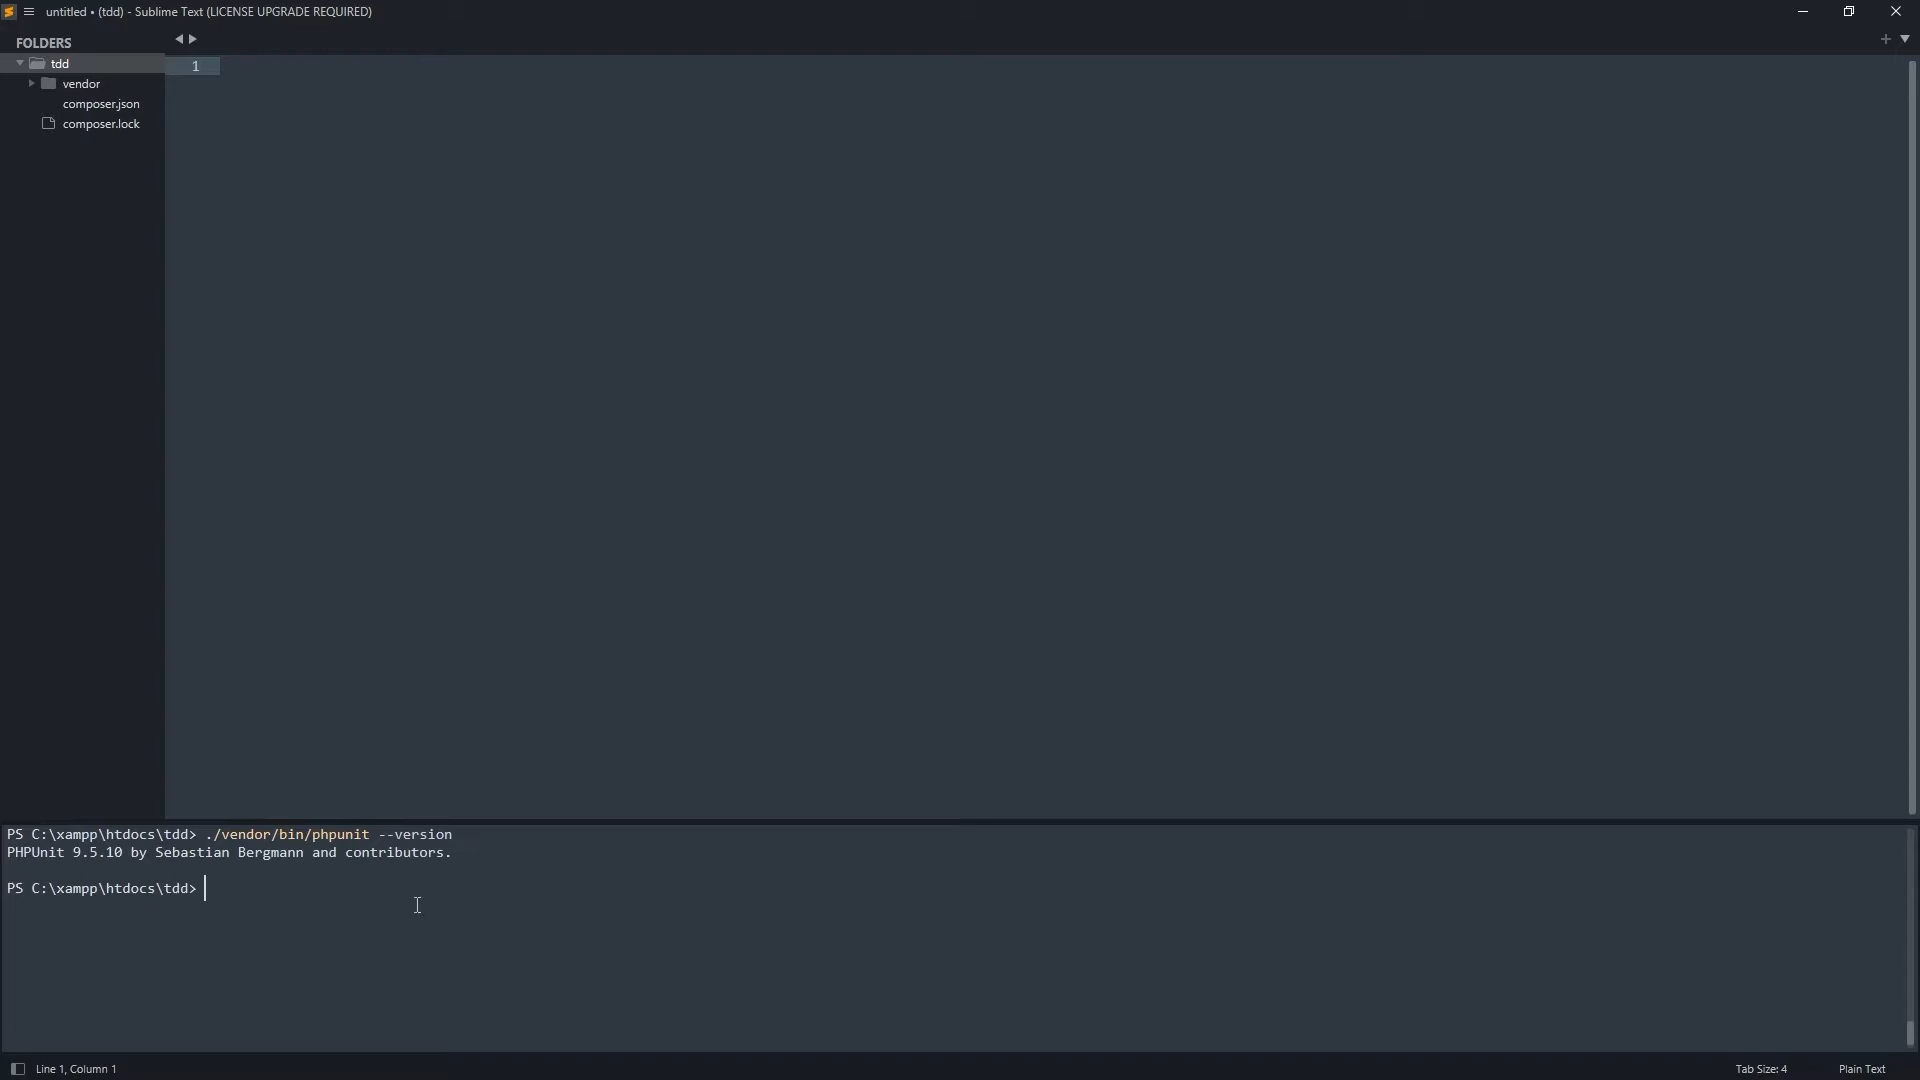 untitled • (tdd) - Sublime Text (LICENSE UPGRADE REQUIRED)
FOLDERS
tdd
vendor
composer.json
composer.lock
1
PS C:\xampp\htdocs\tdd> ./vendor/bin/phpunit --version
PHPUnit 9.5.10 by Sebastian Bergmann and contributors.
PS C:\xampp\htdocs\tdd>
Line 1, Column 1
Tab Size: 4
Plain Text